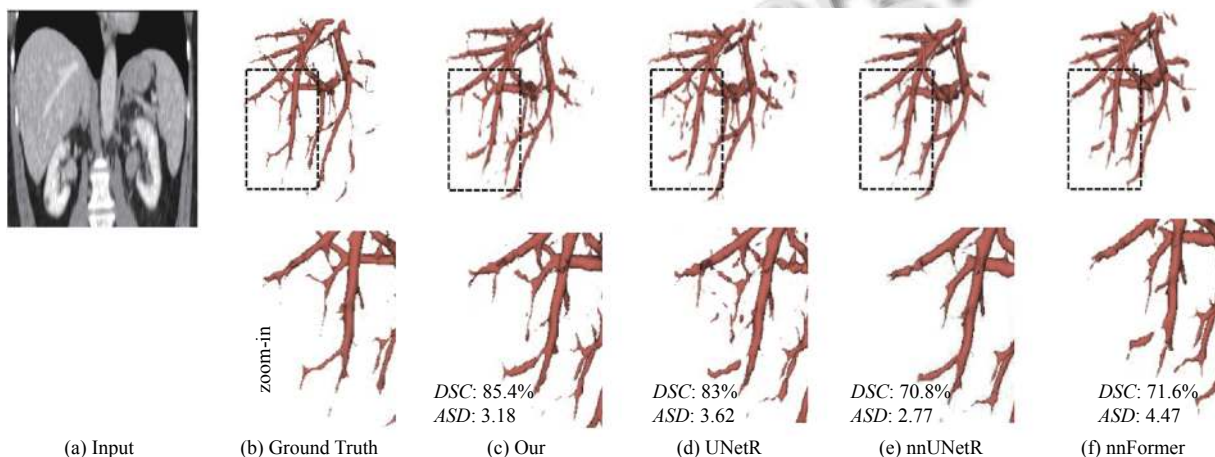 zoom-in
DSC: 85.4%
ASD: 3.18
DSC: 83%
ASD: 3.62
DSC: 70.8%
ASD: 2.77
DSC: 71.6%
ASD: 4.47
(a) Input
(b) Ground Truth
(c) Our
(d) UNetR
(e) nnUNetR
(f) nnFormer